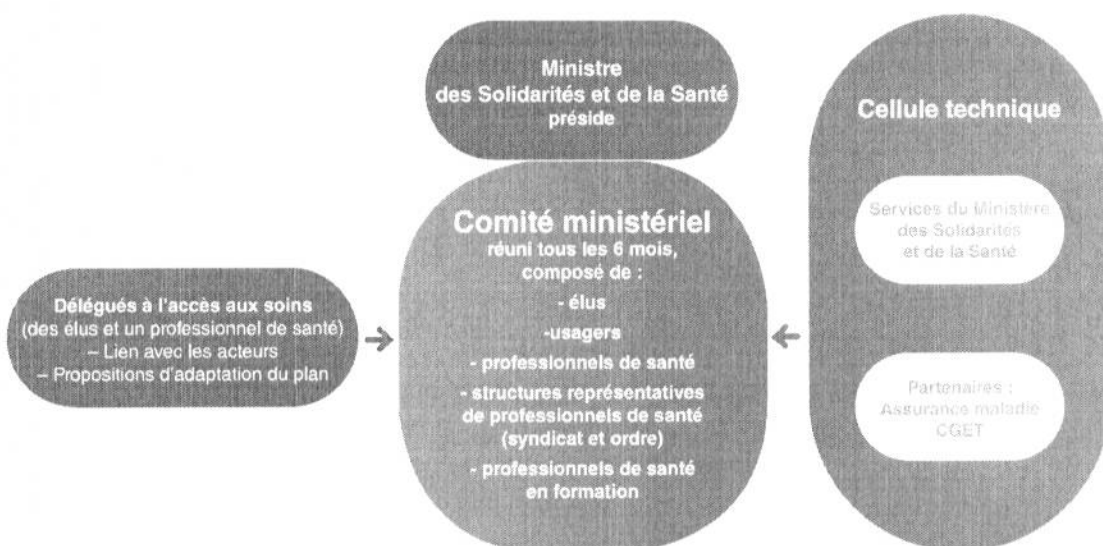 Ministre
des Solidarités et de la Santé
préside
Comité ministériel
réuni tous les 6 mois,
composé de :
- élus
-usagers
- professionnels de santé
- structures représentatives
de professionnels de santé
(syndicat et ordre)
- professionnels de santé
en formation
Délégués à l'accès aux soins
(des élus et un professionnel de santé)
– Lien avec les acteurs
– Propositions d'adaptation du plan
Cellule technique
Services du Ministère
des Solidarités
et de la Santé
Partenaires :
Assurance maladie
CGET